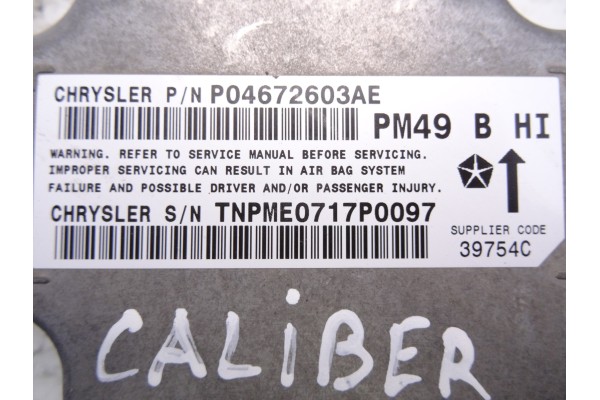 CHRYSLER P/N P04672603AE
PM49 B HI
WARNING. REFER TO SERVICE MANUAL BEFORE SERVICING.
IMPROPER SERVICING CAN RESULT IN AIR BAG SYSTEM
FAILURE AND POSSIBLE DRIVER AND/OR PASSENGER INJURY.
CHRYSLER S/N TNPME0717P0097
SUPPLIER CODE
39754C
CALiBER